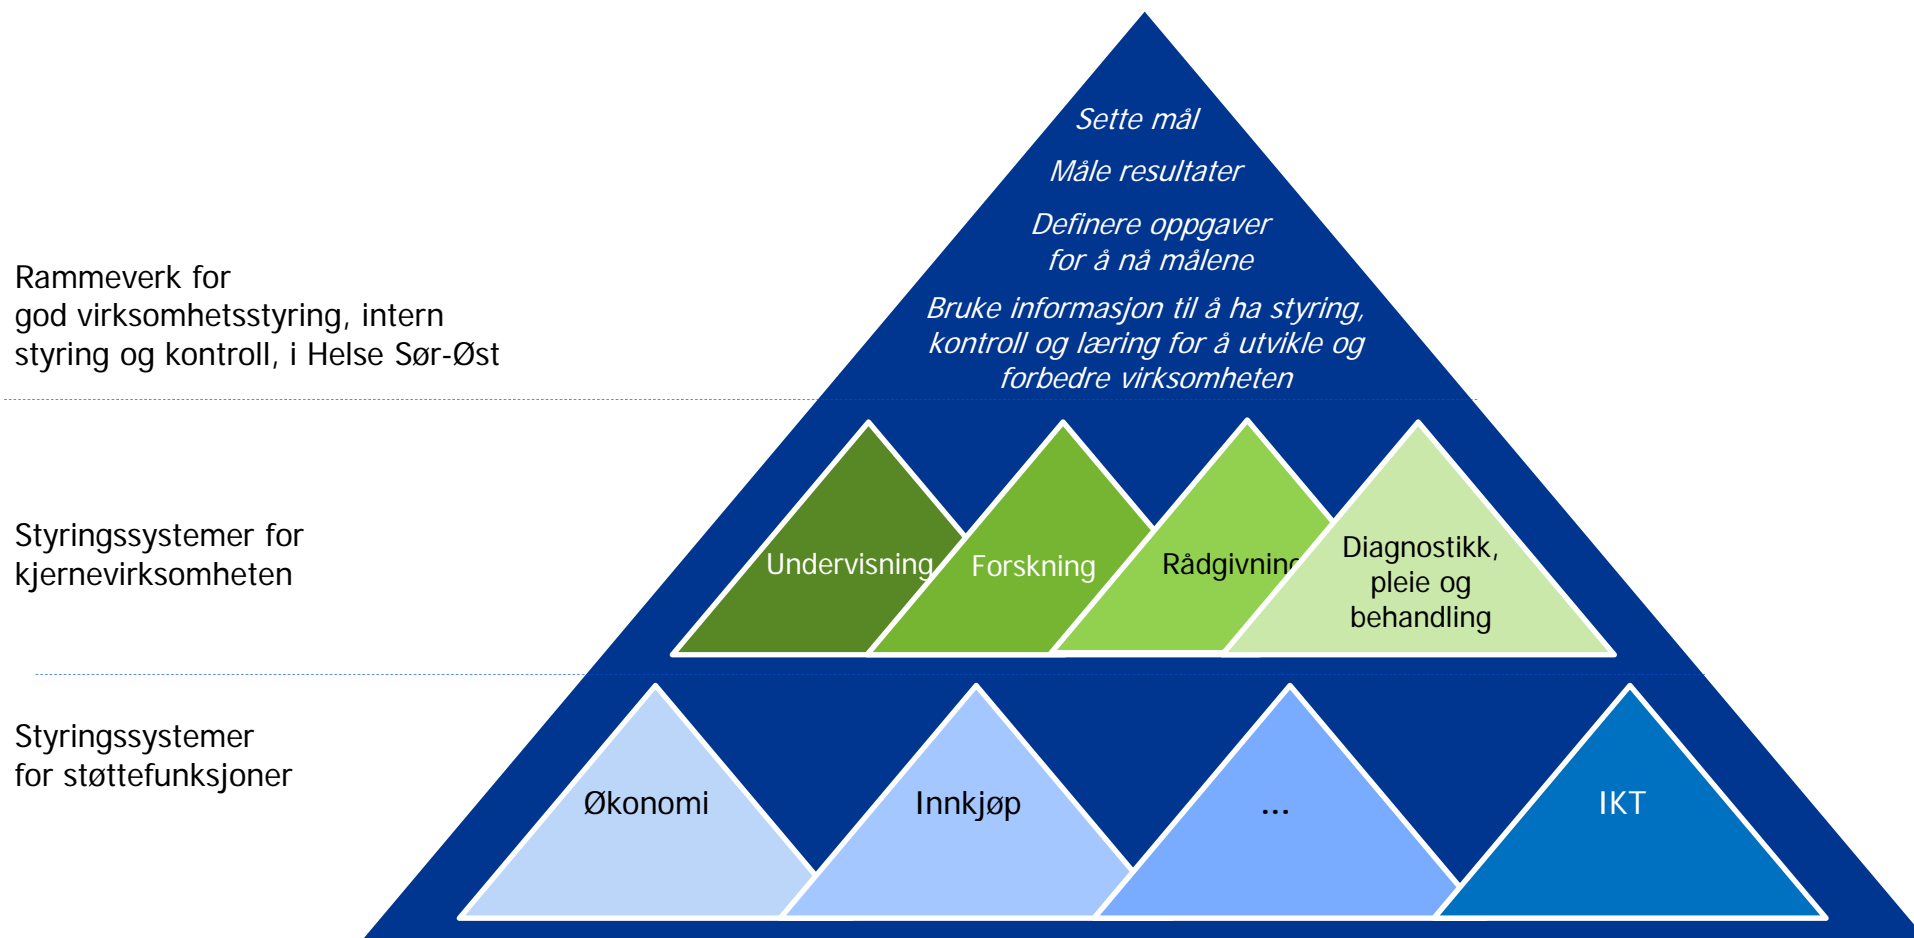 Sette mål
Måle resultater
Definere oppgaver
for å nå målene
Bruke informasjon til å ha styring,
kontroll og læring for å utvikle og
forbedre virksomheten
Rammeverk for
god virksomhetsstyring, intern
styring og kontroll, i Helse Sør-Øst
Styringssystemer for
kjernevirksomheten
Undervisning
Forskning
Rådgivning
Diagnostikk,
pleie og
behandling
Styringssystemer
for støttefunksjoner
Økonomi
Innkjøp
...
IKT